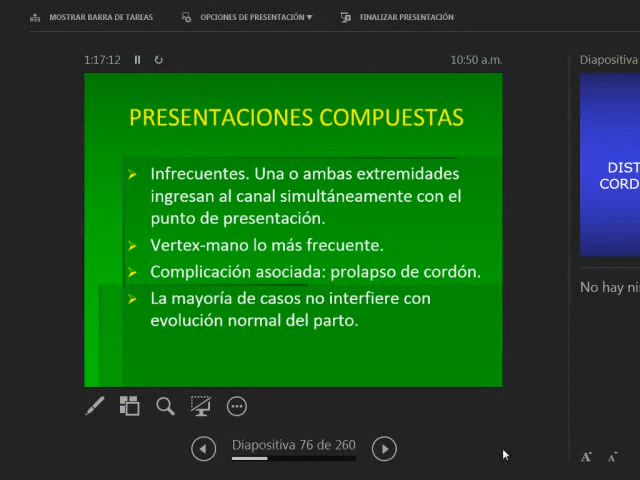 MOSTRAR BARRA DE TAREAS
OPCIONES DE PRESENTACIÓN
FINALIZAR PRESENTACIÓN
1:17:12
10:50 a.m.
PRESENTACIONES COMPUESTAS
Infrecuentes. Una o ambas extremidades
ingresan al canal simultáneamente con el
punto de presentación.
Vertex-mano lo más frecuente.
Complicación asociada: prolapso de cordón.
La mayoría de casos no interfiere con
evolución normal del parto.
Diapositiva 76 de 260
Diapositiva
DIST
CORD
No hay ni
A A